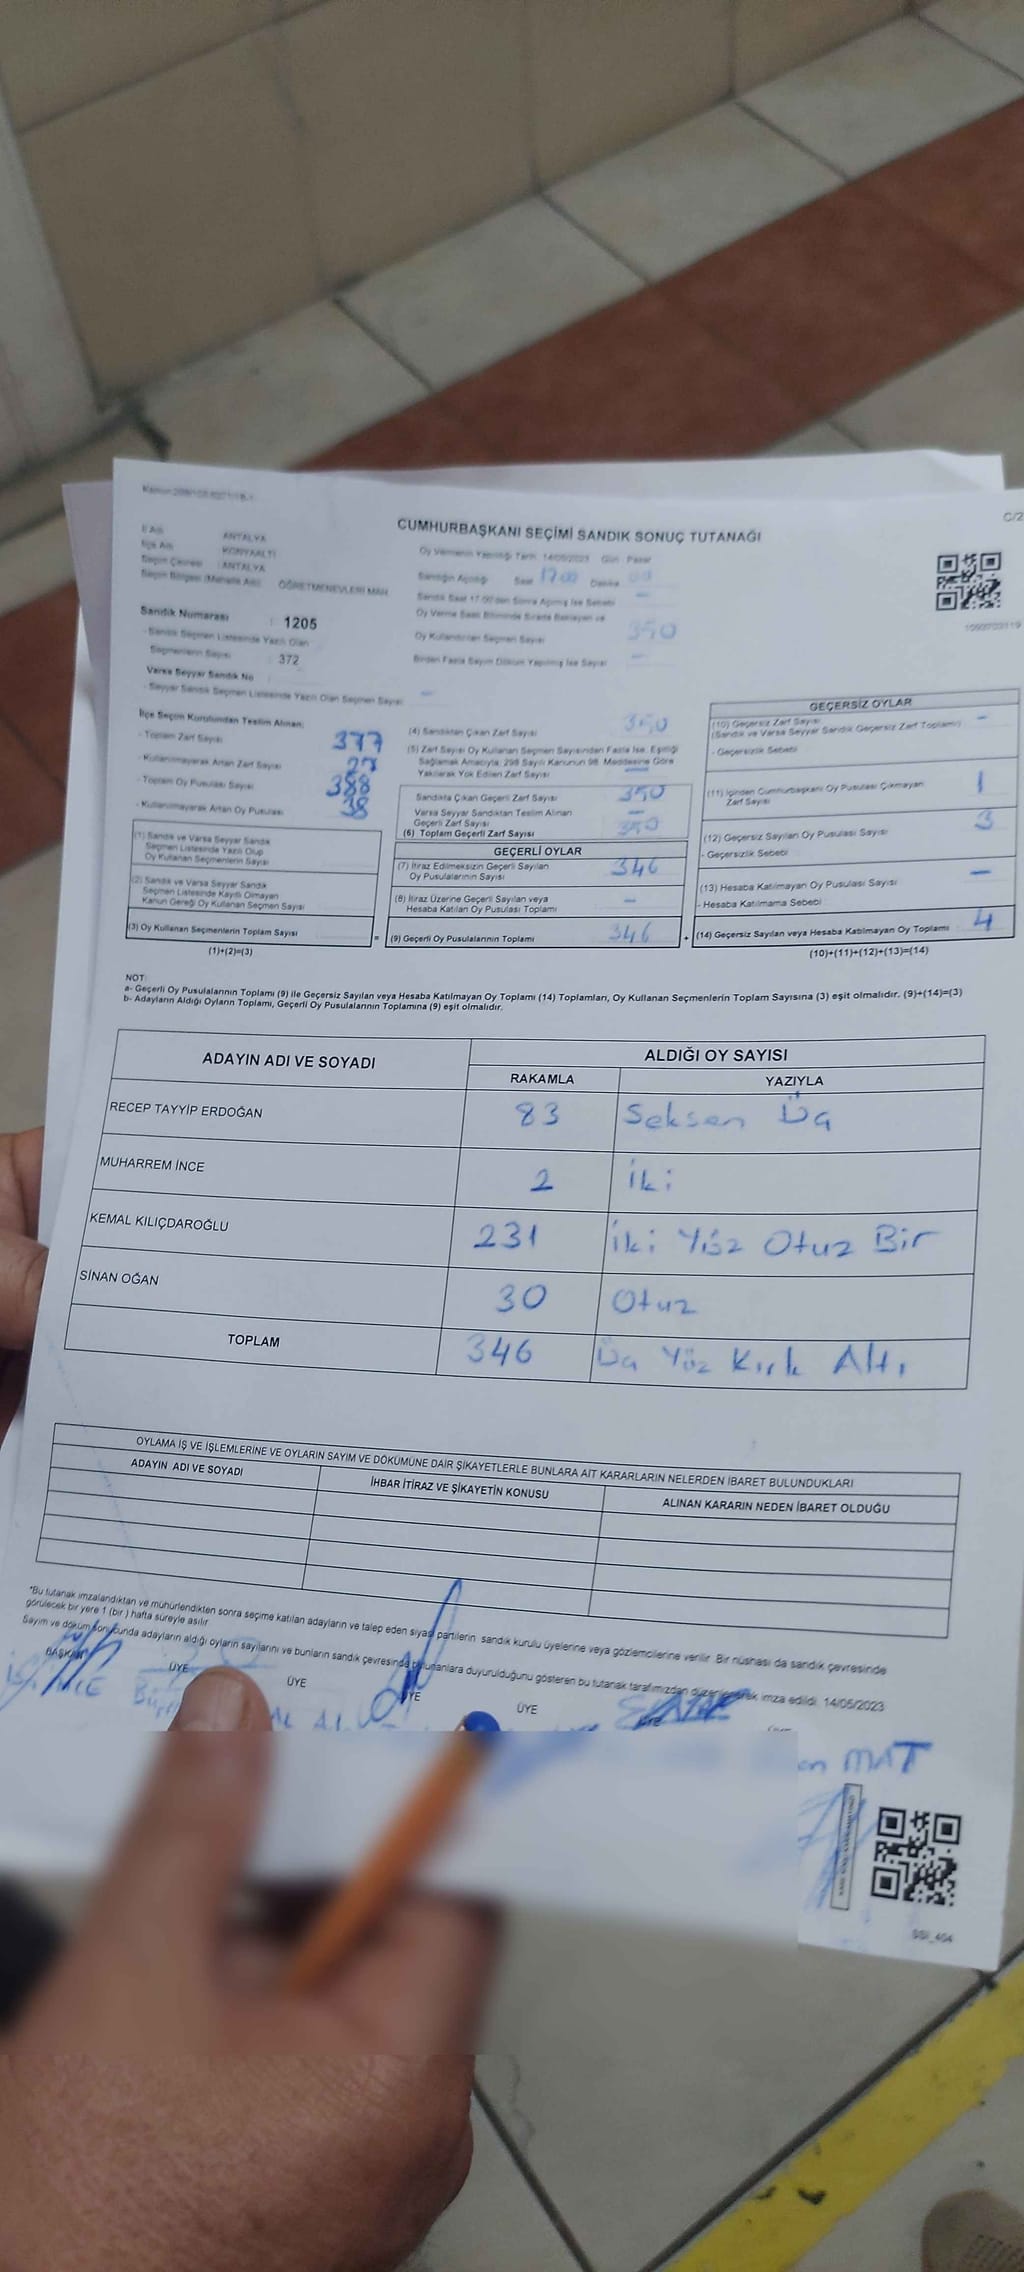 CUMHURBAŞKANI SEÇİMİ SANDIK SONUÇ TUTANAĞI
C/2
İl Adı ANTALYA
İlçe Adı KONYAALTI
Seçim Çevresi ANTALYA
Seçim Bölgesi (Mahalle Adı) ÖĞRETMENEVLERİ MAH
Oy Vermenin Yapıldığı Tarih 14/05/2023 Gün Pazar
Sandığın Açıldığı Saat 17.00 Dakika
Sandık Saat 17.00'den Sonra Açılmış İse Sebebi -
Oy Verme Saati Bitiminde Sırada Bekleyen ve
Oy Kullandırılan Seçmen Sayısı 350
Birden Fazla Sayım Döküm Yapılmış İse Sayısı -
Sandık Numarası : 1205
- Sandık Seçmen Listesinde Yazılı Olan
Seçmenlerin Sayısı : 372
Varsa Seyyar Sandık No
- Seyyar Sandık Seçmen Listesinde Yazılı Olan Seçmen Sayısı -
İlçe Seçim Kurulundan Teslim Alınan:
- Toplam Zarf Sayısı 377
- Kullanılmayarak Artan Zarf Sayısı 27
- Toplam Oy Pusulası Sayısı 388
- Kullanılmayarak Artan Oy Pusulası 38
(1) Sandık ve Varsa Seyyar Sandık
Seçmen Listesinde Yazılı Olup
Oy Kullanan Seçmenlerin Sayısı
(2) Sandık ve Varsa Seyyar Sandık
Seçmen Listesinde Kayıtlı Olmayan
Kanun Gereği Oy Kullanan Seçmen Sayısı
(3) Oy Kullanan Seçmenlerin Toplam Sayısı
(1)+(2)=(3)
(4) Sandıktan Çıkan Zarf Sayısı 350
(5) Zarf Sayısı Oy Kullanan Seçmen Sayısından Fazla İse, Eşitliği
Sağlamak Amacıyla; 298 Sayılı Kanunun 98. Maddesine Göre
Yakılarak Yok Edilen Zarf Sayısı -
Sandıkta Çıkan Geçerli Zarf Sayısı 350
Varsa Seyyar Sandıktan Teslim Alınan
Geçerli Zarf Sayısı -
(6) Toplam Geçerli Zarf Sayısı 350
GEÇERLİ OYLAR
(7) İtiraz Edilmeksizin Geçerli Sayılan
Oy Pusulalarının Sayısı 346
(8) İtiraz Üzerine Geçerli Sayılan veya
Hesaba Katılan Oy Pusulası Toplamı -
= (9) Geçerli Oy Pusulalarının Toplamı 346
GEÇERSİZ OYLAR
(10) Geçersiz Zarf Sayısı -
(Sandık ve Varsa Seyyar Sandık Geçersiz Zarf Toplamı)
- Geçersizlik Sebebi
(11) İçinden Cumhurbaşkanı Oy Pusulası Çıkmayan
Zarf Sayısı 1
(12) Geçersiz Sayılan Oy Pusulası Sayısı 3
- Geçersizlik Sebebi
(13) Hesaba Katılmayan Oy Pusulası Sayısı -
- Hesaba Katılmama Sebebi
+ (14) Geçersiz Sayılan veya Hesaba Katılmayan Oy Toplamı 4
(10)+(11)+(12)+(13)=(14)
NOT:
a- Geçerli Oy Pusulalarının Toplamı (9) ile Geçersiz Sayılan veya Hesaba Katılmayan Oy Toplamı (14) Toplamları, Oy Kullanan Seçmenlerin Toplam Sayısına (3) eşit olmalıdır. (9)+(14)=(3)
b- Adayların Aldığı Oyların Toplamı, Geçerli Oy Pusulalarının Toplamına (9) eşit olmalıdır.
ADAYIN ADI VE SOYADI ALDIĞI OY SAYISI
RAKAMLA YAZIYLA
RECEP TAYYİP ERDOĞAN 83 Seksen Üç
MUHARREM İNCE 2 İki
KEMAL KILIÇDAROĞLU 231 İki Yüz Otuz Bir
SİNAN OĞAN 30 Otuz
TOPLAM 346 Üç Yüz Kırk Altı
OYLAMA İŞ VE İŞLEMLERİNE VE OYLARIN SAYIM VE DÖKÜMÜNE DAİR ŞİKAYETLERLE BUNLARA AİT KARARLARIN NELERDEN İBARET BULUNDUKLARI
ADAYIN ADI VE SOYADI İHBAR İTİRAZ VE ŞİKAYETİN KONUSU ALINAN KARARIN NEDEN İBARET OLDUĞU
*Bu tutanak imzalandıktan ve mühürlendikten sonra seçime katılan adayların ve talep eden siyasi partilerin sandık kurulu üyelerine veya gözlemcilerine verilir. Bir nüshası da sandık çevresinde
görülecek bir yere 1 (bir) hafta süreyle asılır
Sayım ve döküm sonucunda adayların aldığı oyların sayılarını ve bunların sandık çevresinde bulunanlara duyurulduğunu gösteren bu tutanak tarafımızdan düzenlenerek imza edildi. 14/05/2023
BAŞKAN ÜYE ÜYE ÜYE ÜYE ÜYE
MAT
SSI_404